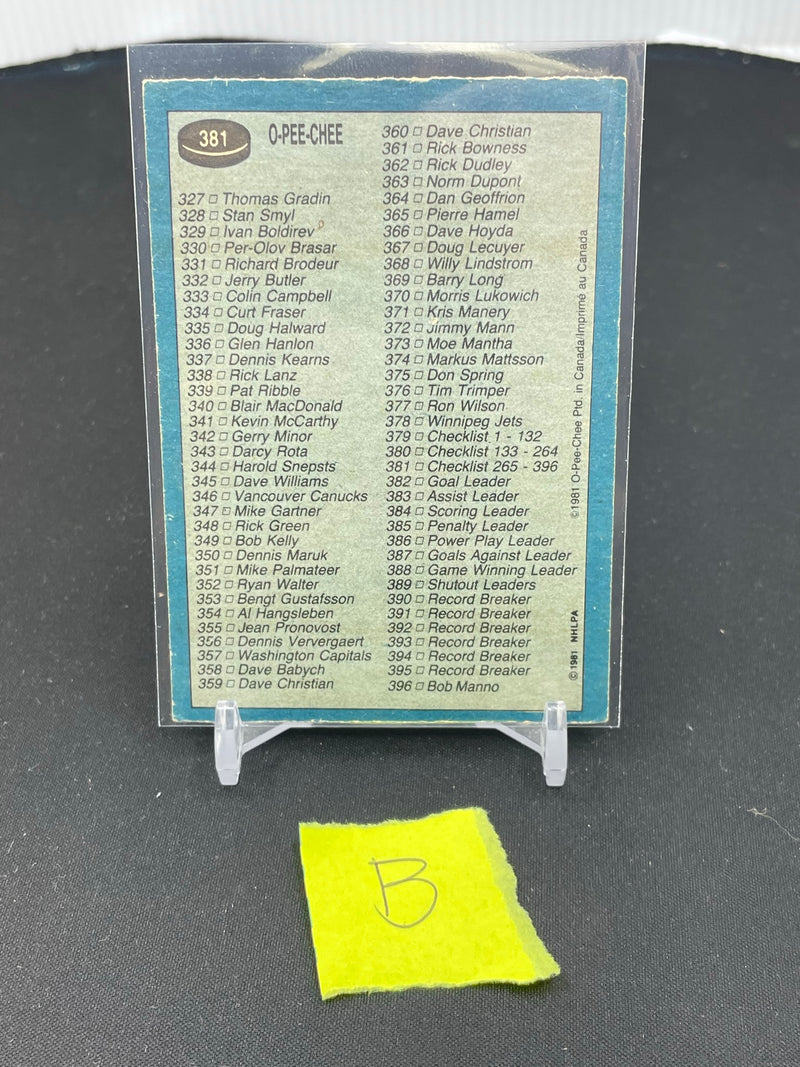 381
O-PEE-CHEE
327 □ Thomas Gradin
328 □ Stan Smyl
329 □ Ivan Boldirev
330 □ Per-Olov Brasar
331 □ Richard Brodeur
332 □ Jerry Butler
333 □ Colin Campbell
334 □ Curt Fraser
335 □ Doug Halward
336 □ Glen Hanlon
337 □ Dennis Kearns
338 □ Rick Lanz
339 □ Pat Ribble
340 □ Blair MacDonald
341 □ Kevin McCarthy
342 □ Gerry Minor
343 □ Darcy Rota
344 □ Harold Snepsts
345 □ Dave Williams
346 □ Vancouver Canucks
347 □ Mike Gartner
348 □ Rick Green
349 □ Bob Kelly
350 □ Dennis Maruk
351 □ Mike Palmateer
352 □ Ryan Walter
353 □ Bengt Gustafsson
354 □ Al Hangsleben
355 □ Jean Pronovost
356 □ Dennis Ververgaert
357 □ Washington Capitals
358 □ Dave Babych
359 □ Dave Christian
360 □ Dave Christian
361 □ Rick Bowness
362 □ Rick Dudley
363 □ Norm Dupont
364 □ Dan Geoffrion
365 □ Pierre Hamel
366 □ Dave Hoyda
367 □ Doug Lecuyer
368 □ Willy Lindstrom
369 □ Barry Long
370 □ Morris Lukowich
371 □ Kris Manery
372 □ Jimmy Mann
373 □ Moe Mantha
374 □ Markus Mattsson
375 □ Don Spring
376 □ Tim Trimper
377 □ Ron Wilson
378 □ Winnipeg Jets
379 □ Checklist 1 - 132
380 □ Checklist 133 - 264
381 □ Checklist 265 - 396
382 □ Goal Leader
383 □ Assist Leader
384 □ Scoring Leader
385 □ Penalty Leader
386 □ Power Play Leader
387 □ Goals Against Leader
388 □ Game Winning Leader
389 □ Shutout Leaders
390 □ Record Breaker
391 □ Record Breaker
392 □ Record Breaker
393 □ Record Breaker
394 □ Record Breaker
395 □ Record Breaker
396 □ Bob Manno
©1981 O-Pee-Chee Ptd. in Canada/Imprimé au Canada
©1981 NHLPA
B